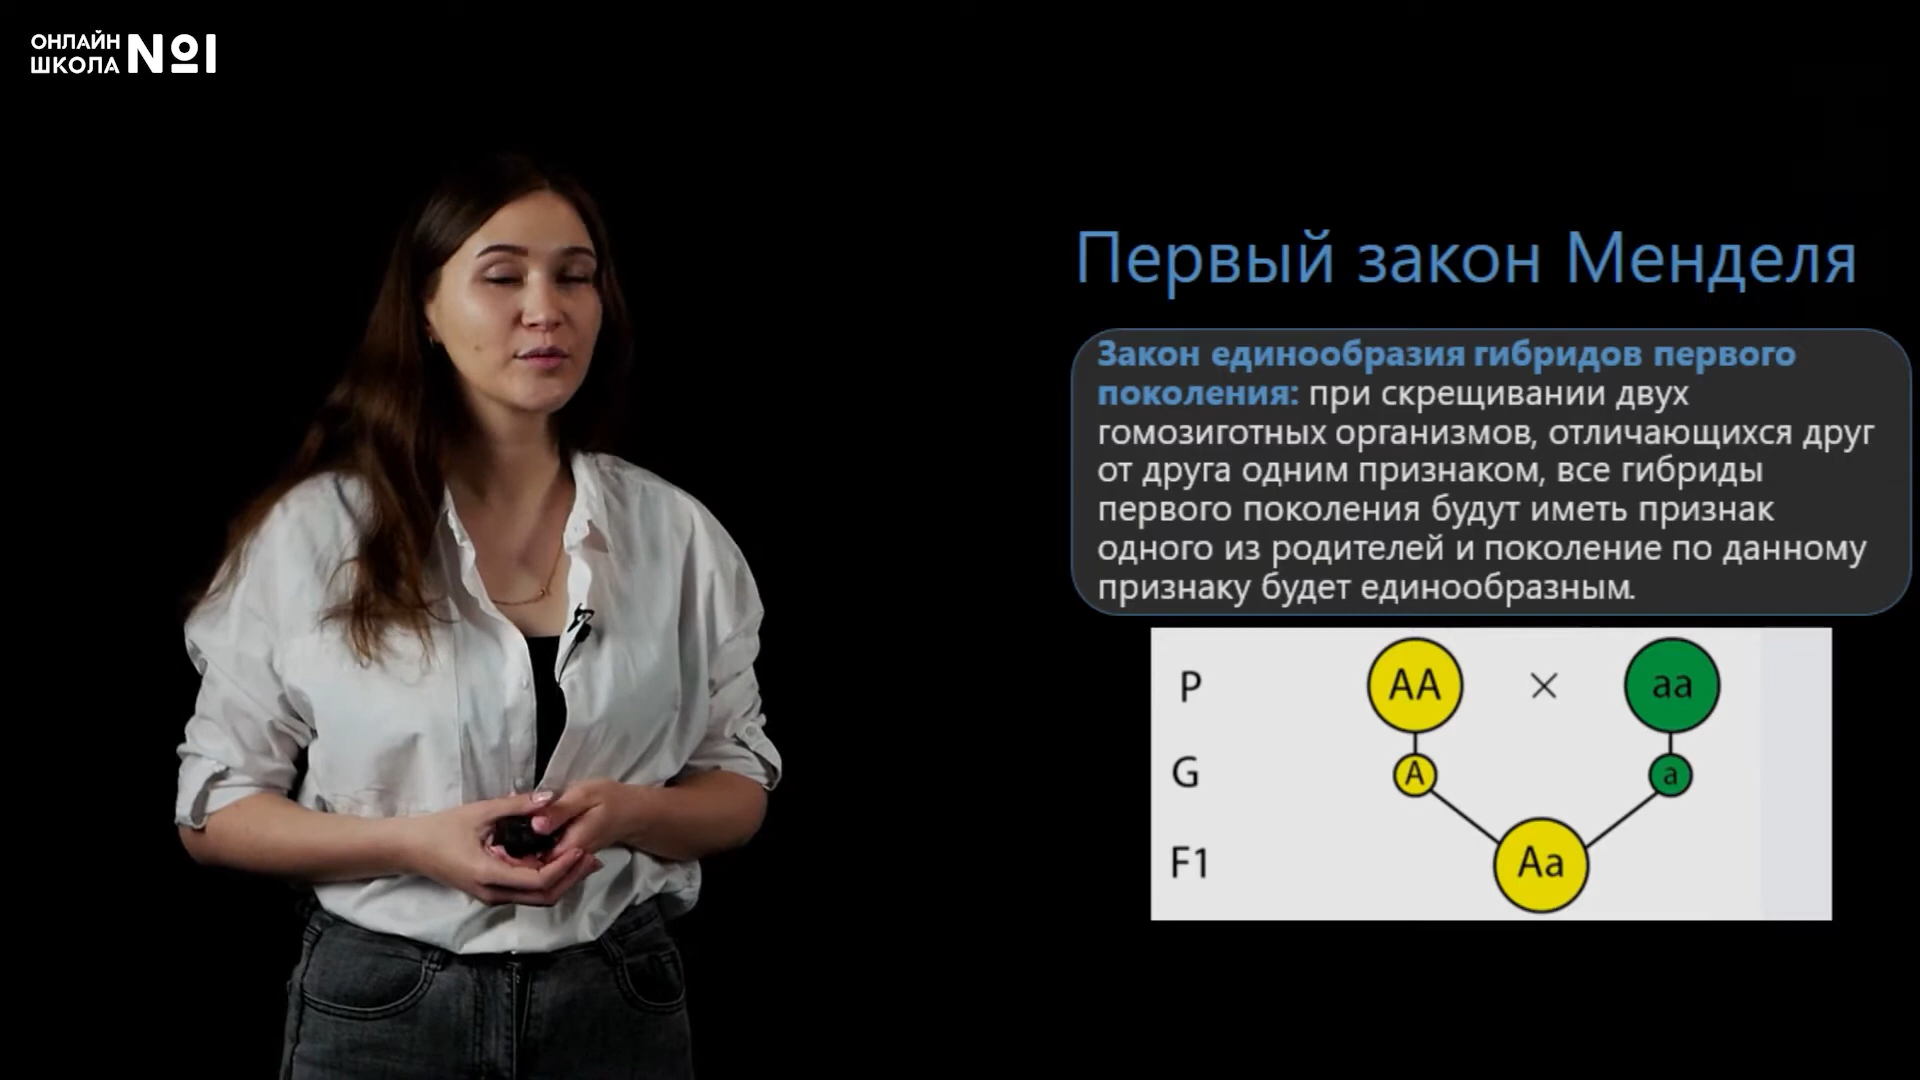 ОНЛАЙН
ШКОЛА №1
Первый закон Менделя
Закон единообразия гибридов первого
поколения: при скрещивании двух
гомозиготных организмов, отличающихся друг
от друга одним признаком, все гибриды
первого поколения будут иметь признак
одного из родителей и поколение по данному
признаку будет единообразным.
P AA × aa
G A a
F1 Aa